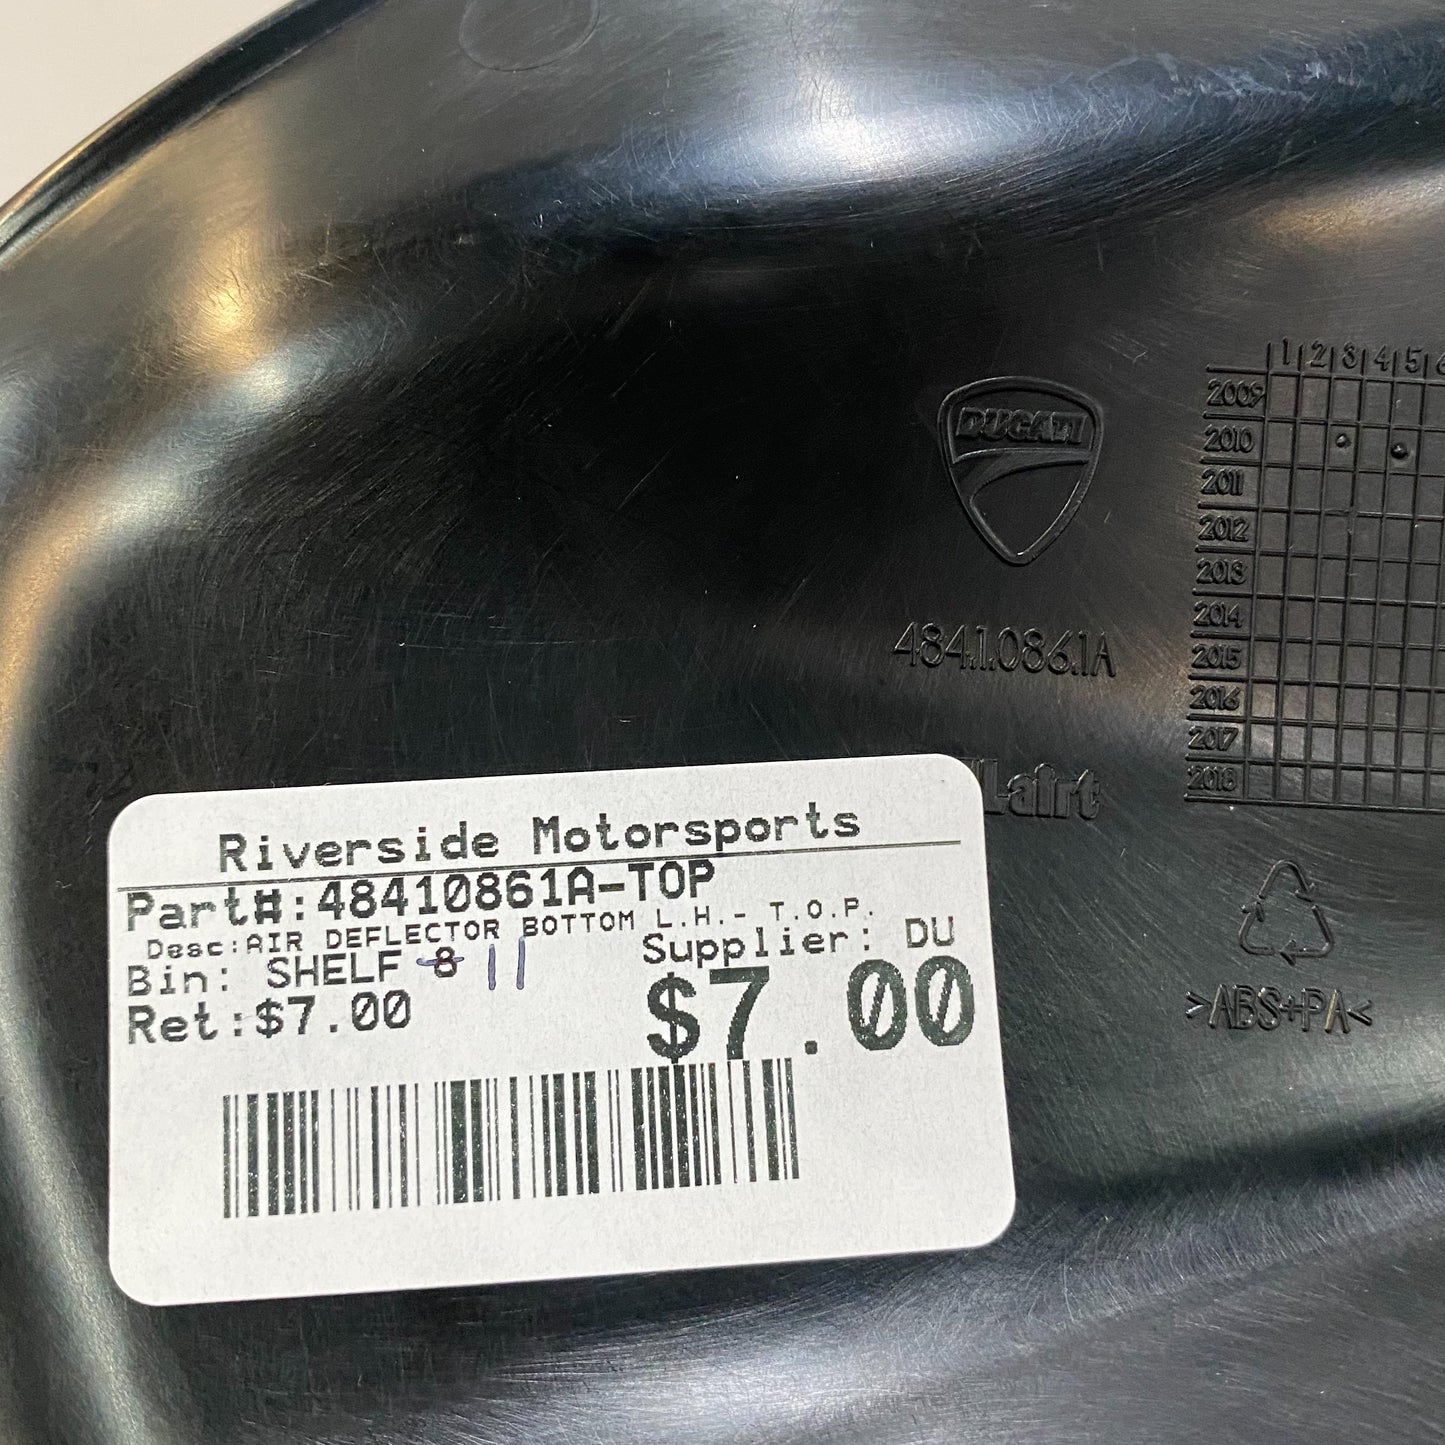 1 2 3 4 5 6
2009
2010
2011
2012
2013
2014
2015
2016
2017
2018
DUCATI
484.1.086.1A
L-afrt
>ABS+PA<
Riverside Motorsports
Part#:48410861A-TOP
Desc:AIR DEFLECTOR BOTTOM L.H.- T.O.P.
Bin: SHELF 8 11 Supplier: DU
Ret:$7.00 $7.00